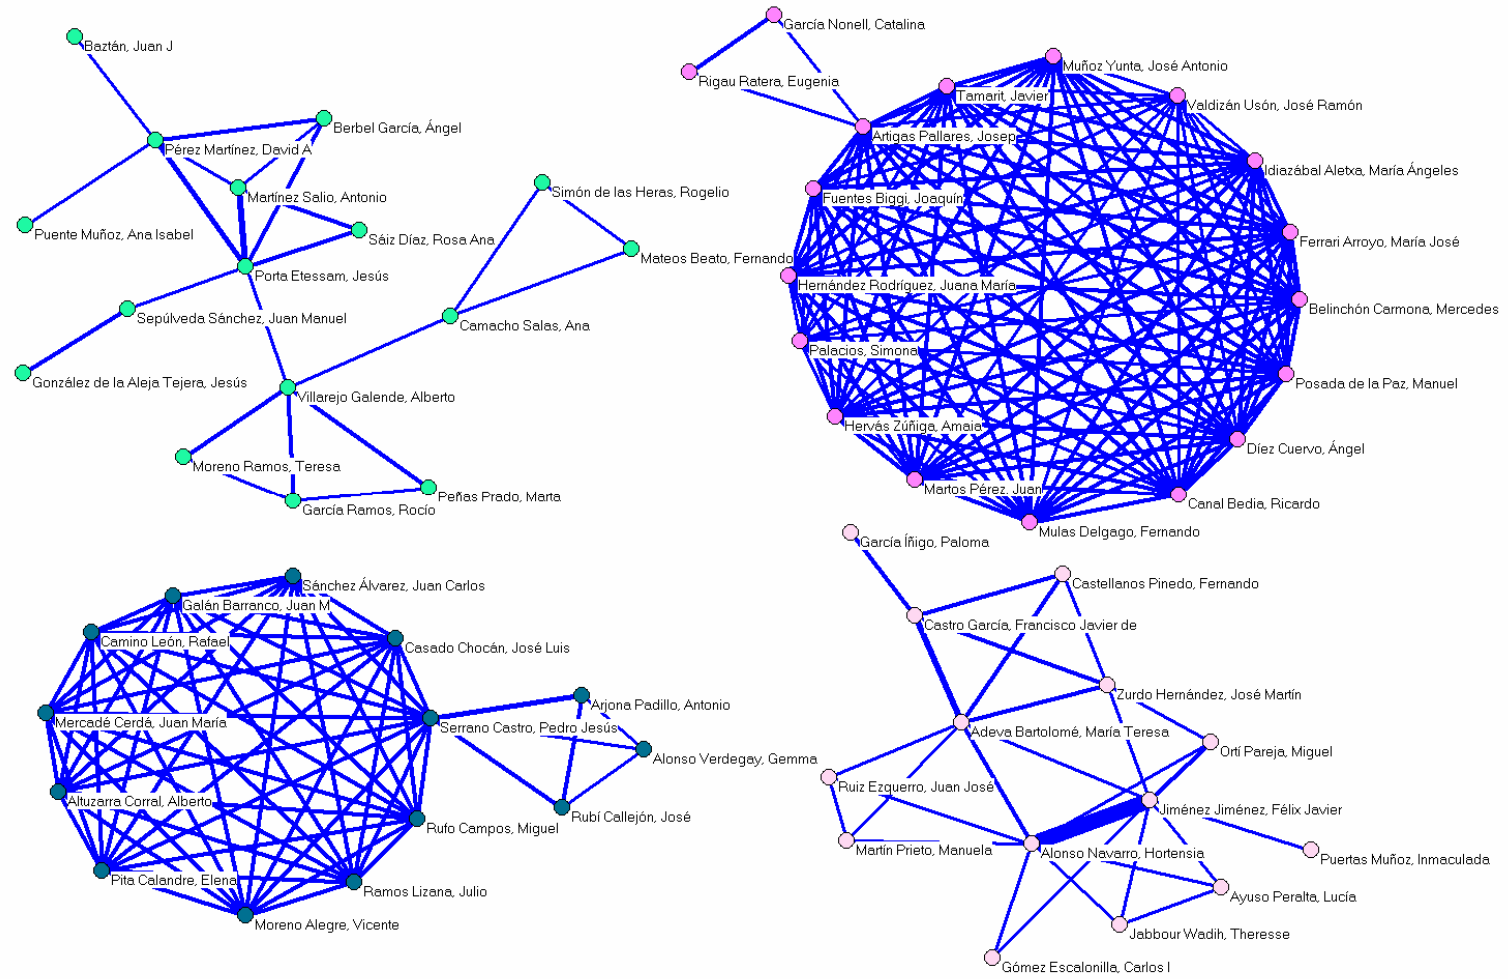 Baztán, Juan J
Berbel García, Ángel
Pérez Martínez, David A
Martínez Salio, Antonio
Puente Muñoz, Ana Isabel
Sáiz Díaz, Rosa Ana
Porta Etessam, Jesús
Simón de las Heras, Rogelio
Mateos Beato, Fernando
Sepúlveda Sánchez, Juan Manuel
Camacho Salas, Ana
González de la Aleja Tejera, Jesús
Villarejo Galende, Alberto
Moreno Ramos, Teresa
Peñas Prado, Marta
García Ramos, Rocío
García Nonell, Catalina
Rigau Ratera, Eugenia
Muñoz Yunta, José Antonio
Tamarit, Javier
Valdizán Usón, José Ramón
Artigas Pallares, Josep
Idiazábal Aletxa, María Ángeles
Fuentes Biggi, Joaquín
Ferrari Arroyo, María José
Hernández Rodríguez, Juana María
Belinchón Carmona, Mercedes
Palacios, Simona
Posada de la Paz, Manuel
Hervás Zúñiga, Amaia
Díez Cuervo, Ángel
Martos Pérez. Juan
Canal Bedia, Ricardo
Mulas Delgago, Fernando
Sánchez Álvarez, Juan Carlos
Galán Barranco, Juan M
Camino León, Rafael
Casado Chocán, José Luis
Mercadé Cerdá, Juan María
Serrano Castro, Pedro Jesús
Arjona Padillo, Antonio
Alonso Verdegay, Gemma
Altuzarra Corral, Alberto
Rufo Campos, Miguel
Rubí Callejón, José
Pita Calandre, Elena
Ramos Lizana, Julio
Moreno Alegre, Vicente
García Íñigo, Paloma
Castellanos Pinedo, Fernando
Castro García, Francisco Javier de
Zurdo Hernández, José Martín
Adeva Bartolomé, María Teresa
Ortí Pareja, Miguel
Ruiz Ezquerro, Juan José
Jiménez Jiménez, Félix Javier
Martín Prieto, Manuela
Alonso Navarro, Hortensia
Puertas Muñoz, Inmaculada
Ayuso Peralta, Lucía
Jabbour Wadih, Theresse
Gómez Escalonilla, Carlos I